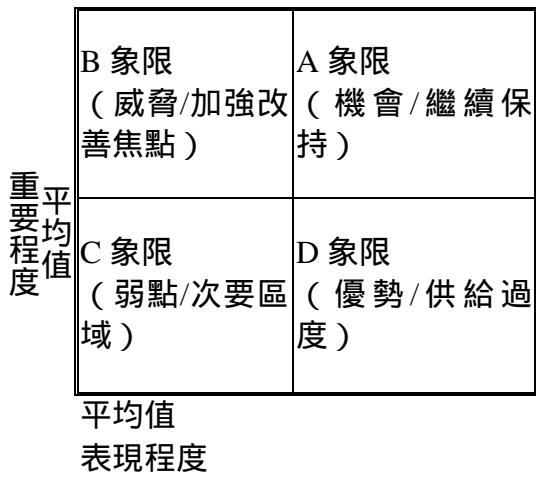 B 象限
（威脅/加強改
善焦點）
A 象限
（機會/繼續保
持）
重要程度
平均值
C 象限
（弱點/次要區
域）
D 象限
（優勢/供給過
度）
平均值
表現程度